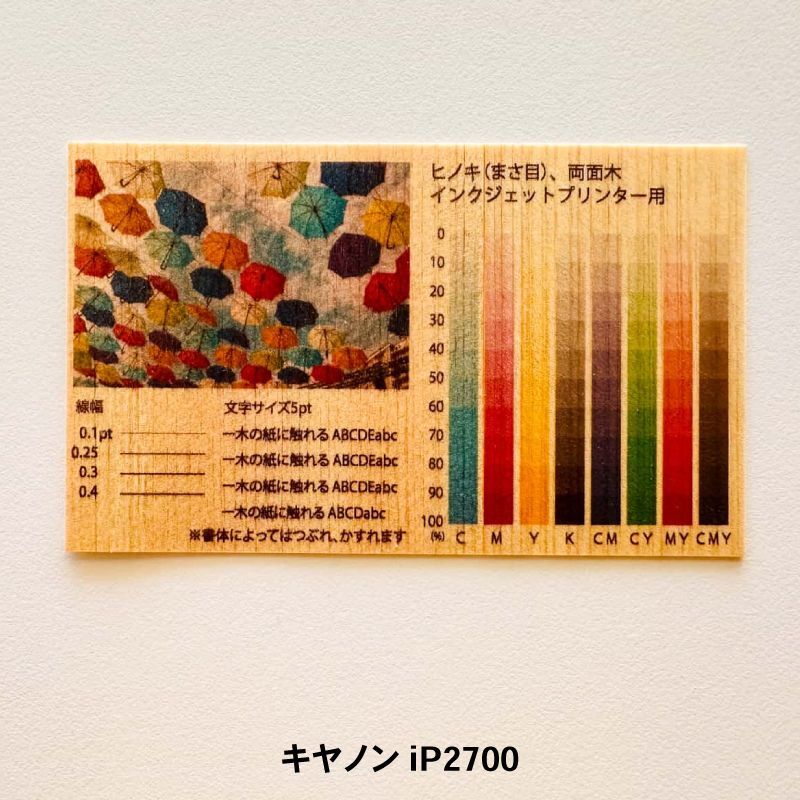 ヒノキ(まさ目)、両面木
インクジェットプリンター用
0
10
20
30
40
50
60
70
80
90
100
(%)
C M Y K CM CY MY CMY
線幅
0.1pt
0.25
0.3
0.4
文字サイズ5pt
一木の紙に触れる ABCDEabc
一木の紙に触れる ABCDEabc
一木の紙に触れる ABCDEabc
一木の紙に触れる ABCDabc
※書体によってはつぶれ、かすれます
キヤノン iP2700